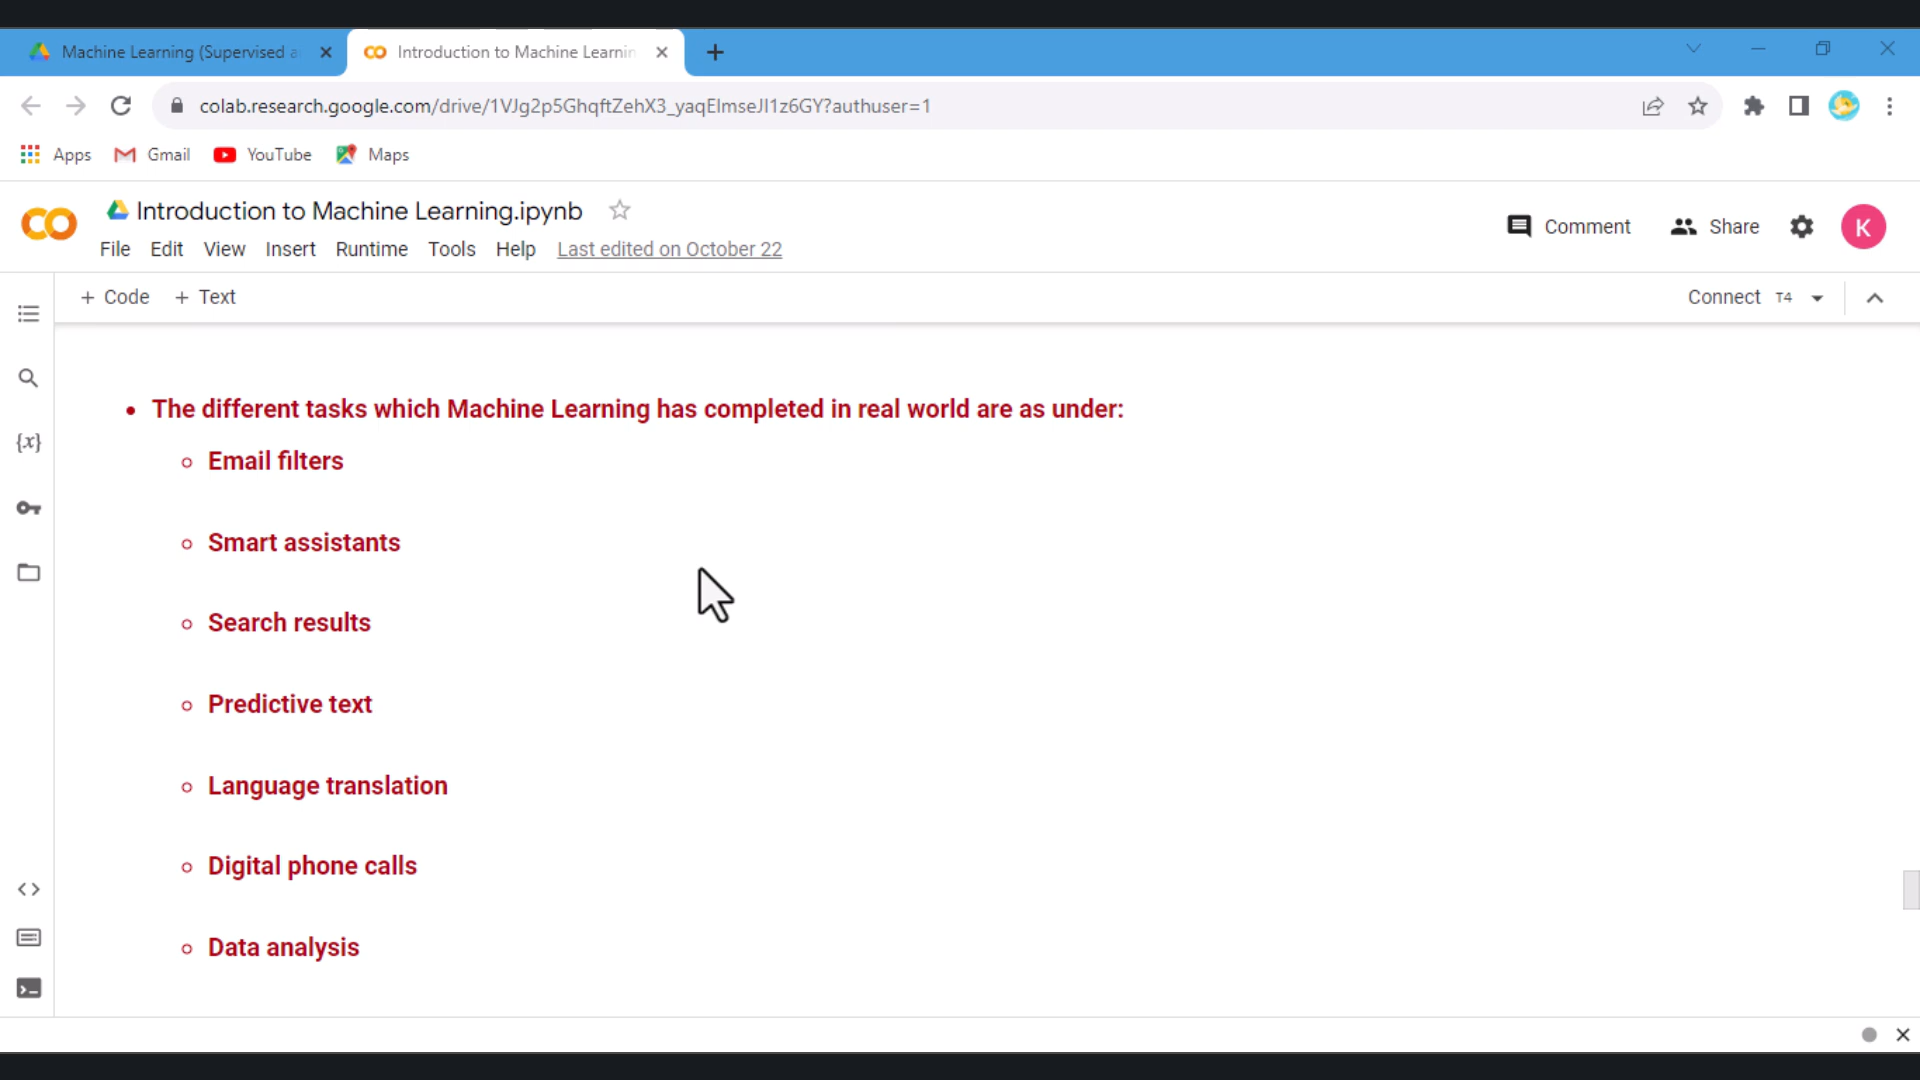 Machine Learning (Supervised a
Introduction to Machine Learnin
colab.research.google.com/drive/1VJg2p5GhqftZehX3_yaqElmseJI1z6GY?authuser=1
Apps Gmail YouTube Maps
CO Introduction to Machine Learning.ipynb
File Edit View Insert Runtime Tools Help Last edited on October 22
Comment Share K
+ Code + Text Connect T4
{x}
• The different tasks which Machine Learning has completed in real world are as under:
Email filters
Smart assistants
Search results
Predictive text
Language translation
Digital phone calls
Data analysis